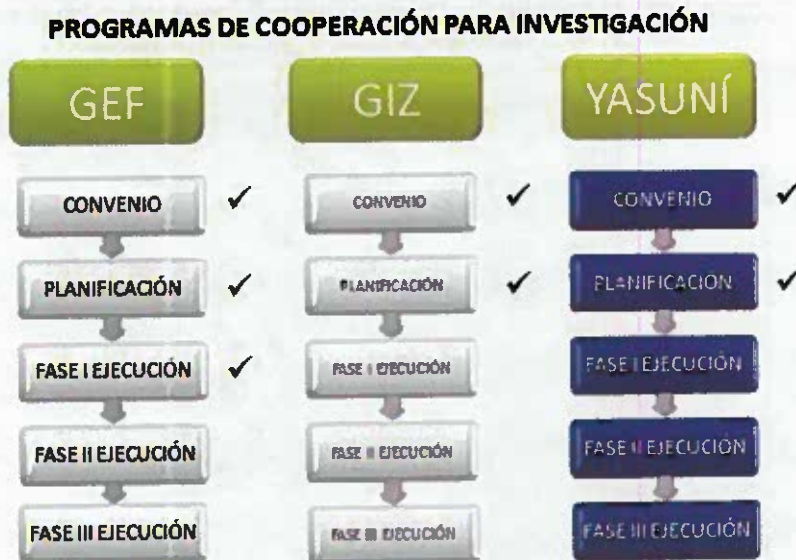 PROGRAMAS DE COOPERACIÓN PARA INVESTIGACIÓN
GEF
GIZ
YASUNÍ
CONVENIO ✓
CONVENIO ✓
CONVENIO ✓
PLANIFICACIÓN ✓
PLANIFICACIÓN ✓
PLANIFICACIÓN ✓
FASE I EJECUCIÓN ✓
FASE I EJECUCIÓN
FASE I EJECUCIÓN
FASE II EJECUCIÓN
FASE II EJECUCIÓN
FASE II EJECUCIÓN
FASE III EJECUCIÓN
FASE III EJECUCIÓN
FASE III EJECUCIÓN